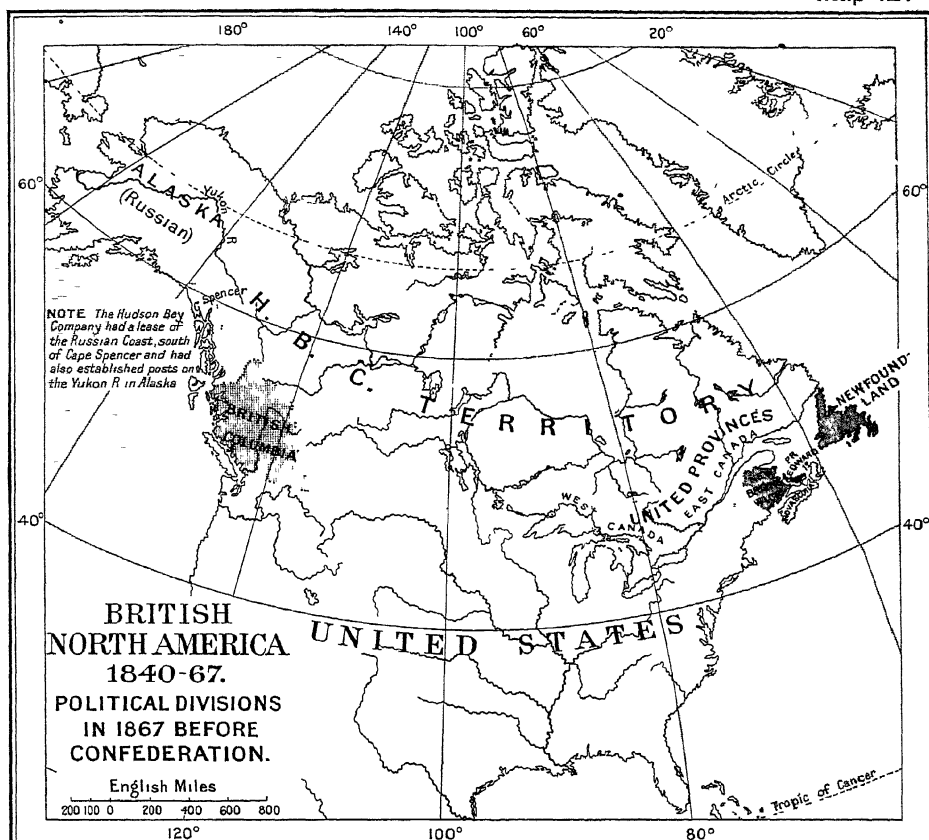 180° 140° 100° 60° 20°
60° 60°
ALASKA
(Russian)
Yukon
Arctic Circle
Spencer
NOTE The Hudson Bay
Company had a lease of
the Russian Coast, south
of Cape Spencer and had
also established posts on
the Yukon R in Alaska
H. B. C. TERRITORY
BRITISH
COLUMBIA
NEWFOUND-
LAND
UNITED PROVINCES
EAST CANADA
WEST CANADA
PR
EDWARD
40° 40°
UNITED STATES
BRITISH
NORTH AMERICA
1840-67.
POLITICAL DIVISIONS
IN 1867 BEFORE
CONFEDERATION.
English Miles
200 100 0 200 400 600 800
Tropic of Cancer
120° 100° 80°